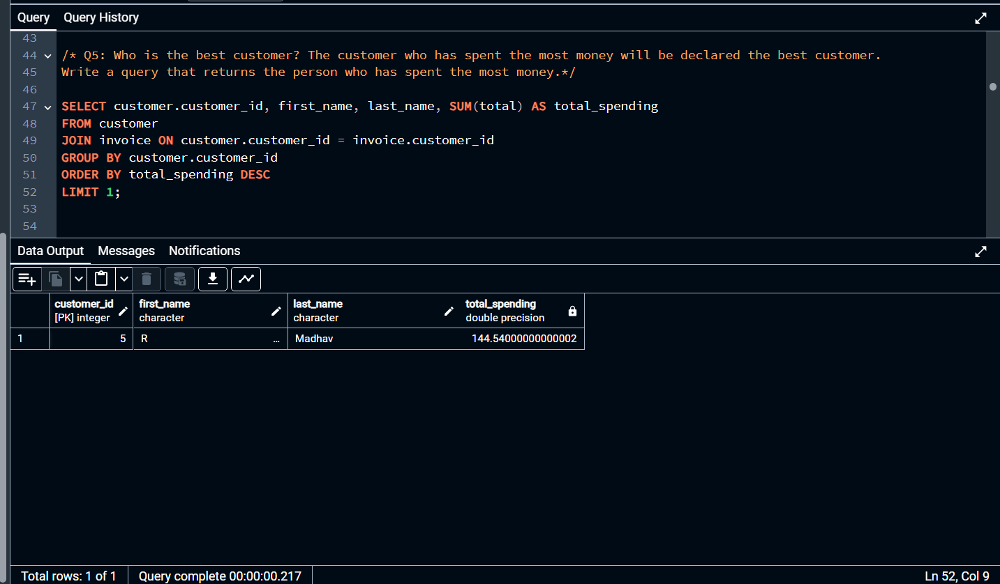 Query Query History
43
44 /* Q5: Who is the best customer? The customer who has spent the most money will be declared the best customer.
45 Write a query that returns the person who has spent the most money.*/
46
47 SELECT customer.customer_id, first_name, last_name, SUM(total) AS total_spending
48 FROM customer
49 JOIN invoice ON customer.customer_id = invoice.customer_id
50 GROUP BY customer.customer_id
51 ORDER BY total_spending DESC
52 LIMIT 1;
53
54
Data Output Messages Notifications
customer_id first_name last_name total_spending
[PK] integer character character double precision
1 5 R ... Madhav 144.54000000000002
Total rows: 1 of 1 Query complete 00:00:00.217 Ln 52, Col 9